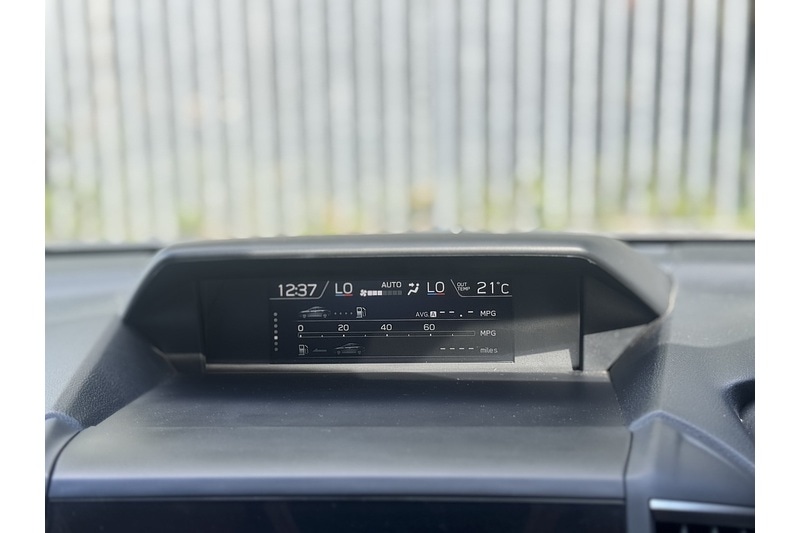 12:37 LO AUTO LO OUT TEMP 21°C
AVG. A --.- MPG
0 20 40 60 MPG
---- miles